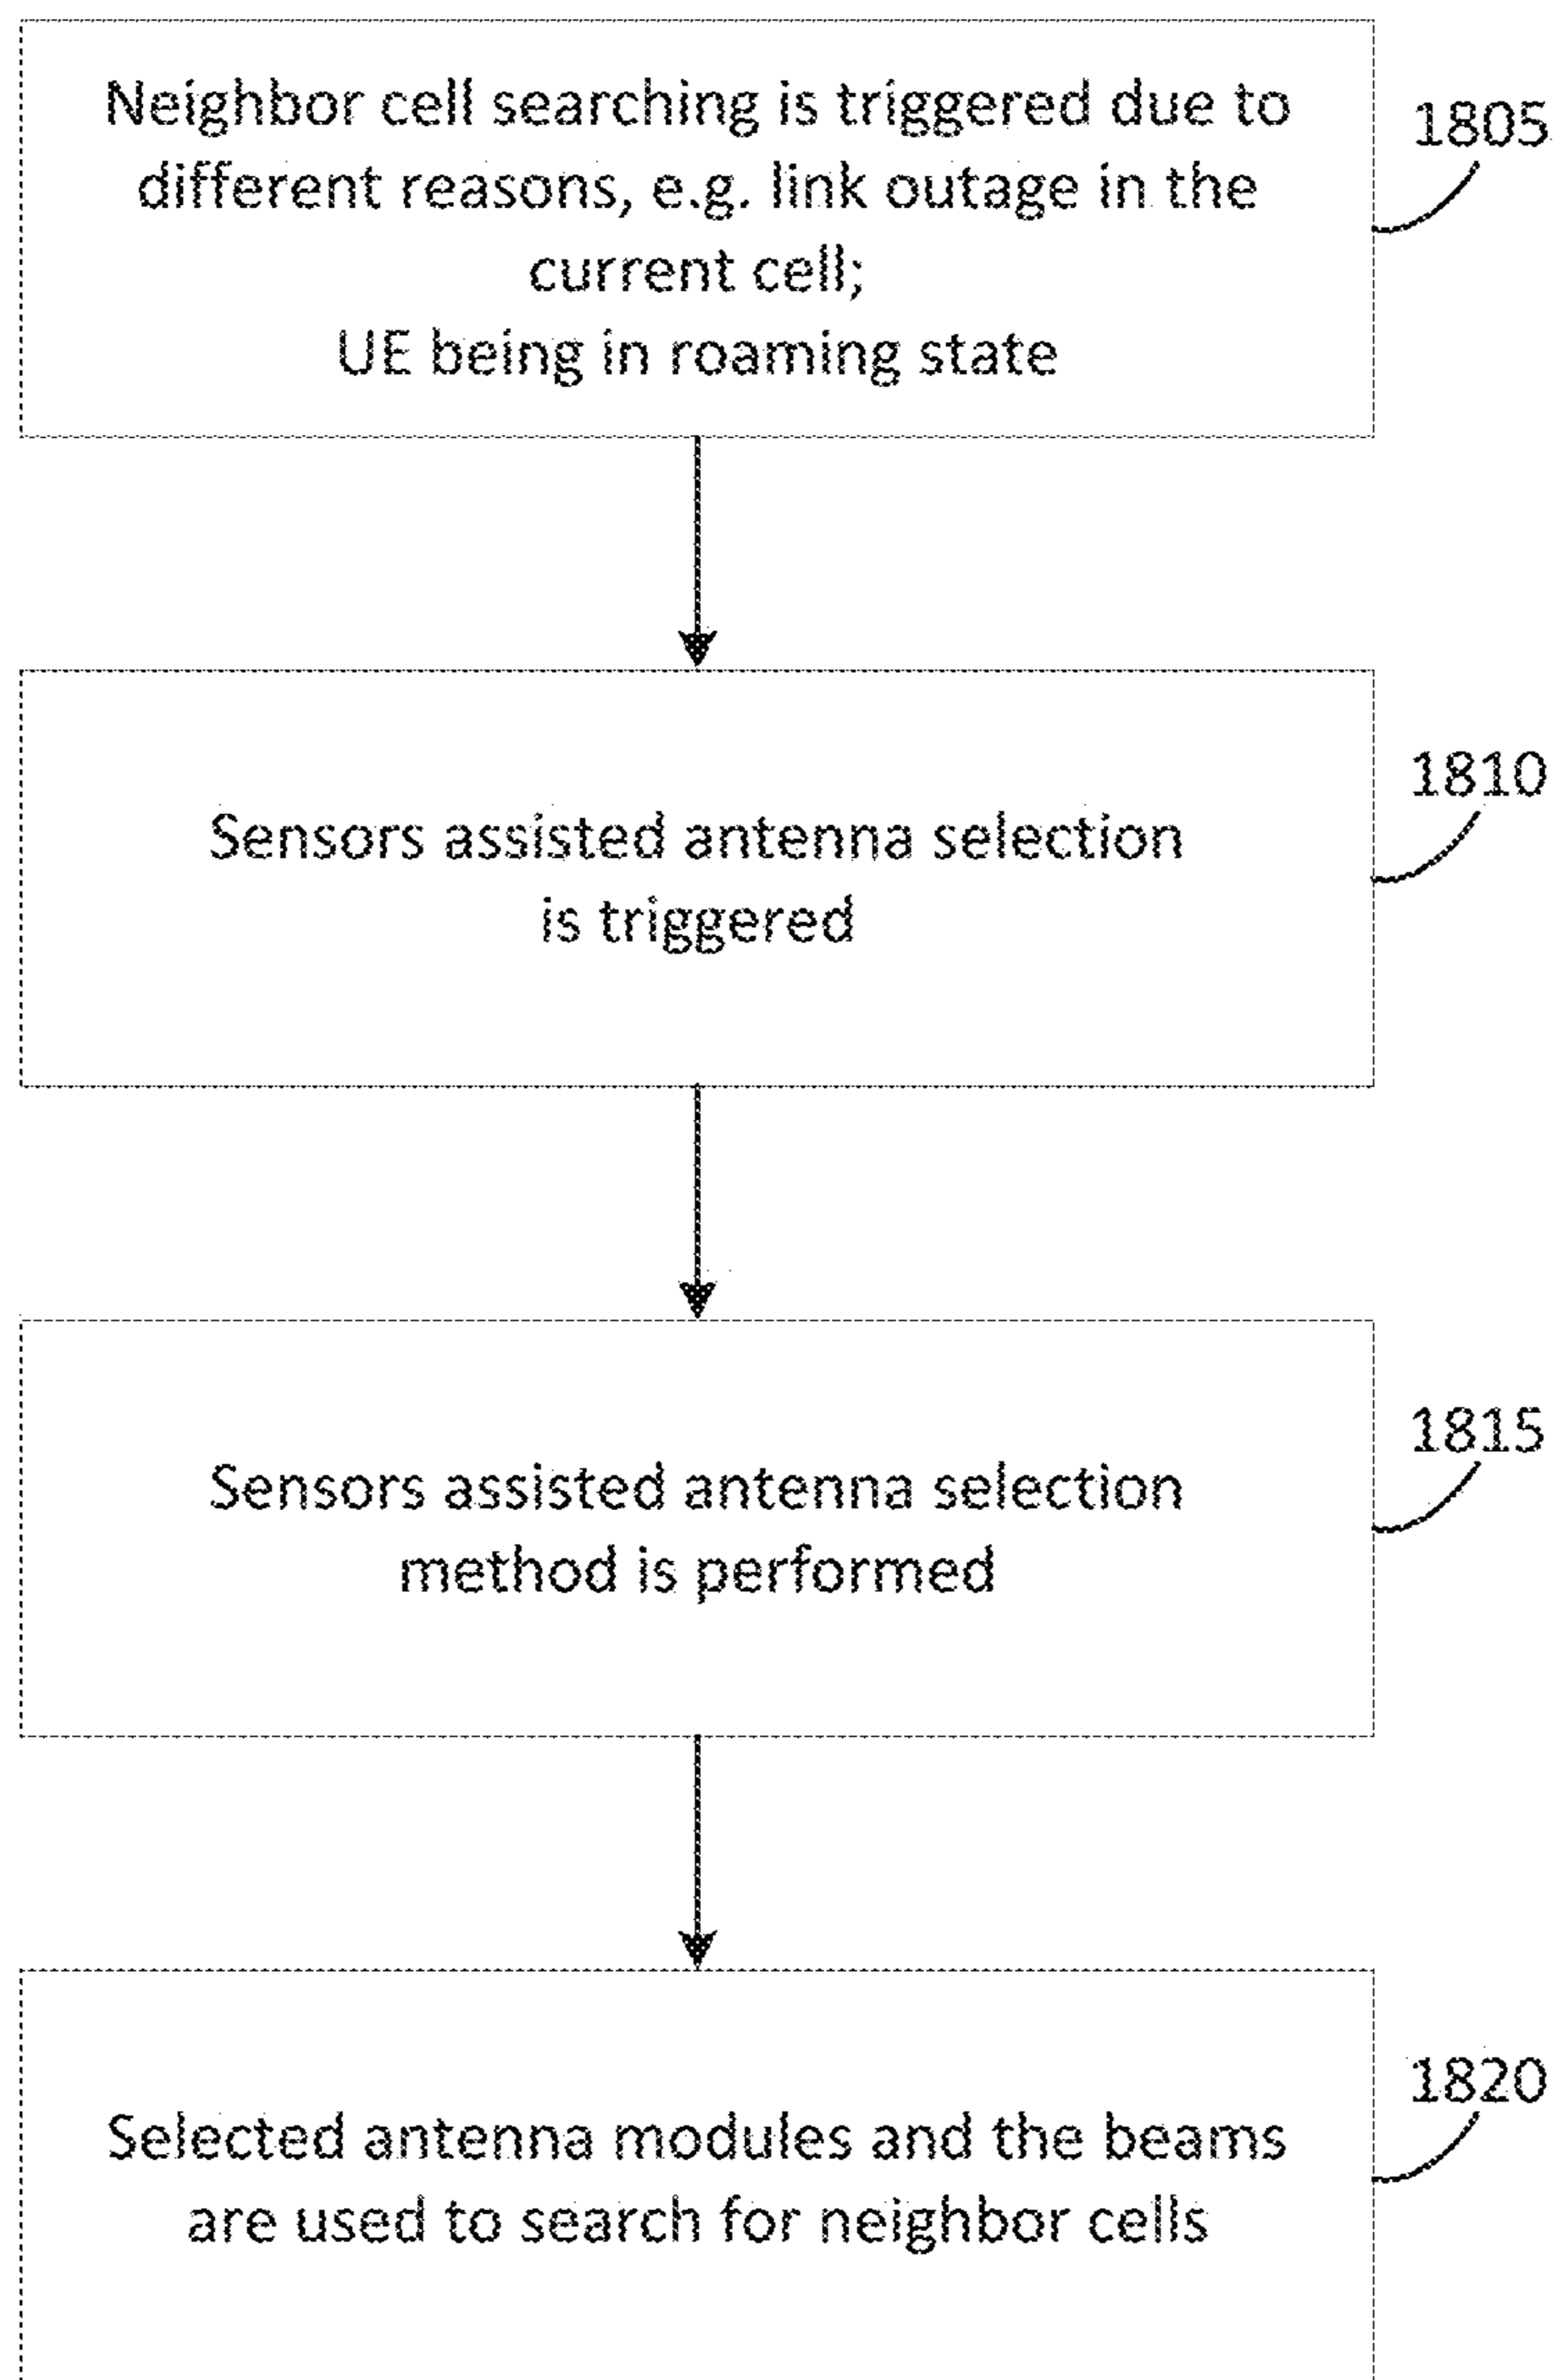 Neighbor cell searching is triggered due to
different reasons, e.g. link outage in the
current cell;
UE being in roaming state
1805
Sensors assisted antenna selection
is triggered
1810
Sensors assisted antenna selection
method is performed
1815
Selected antenna modules and the beams
are used to search for neighbor cells
1820